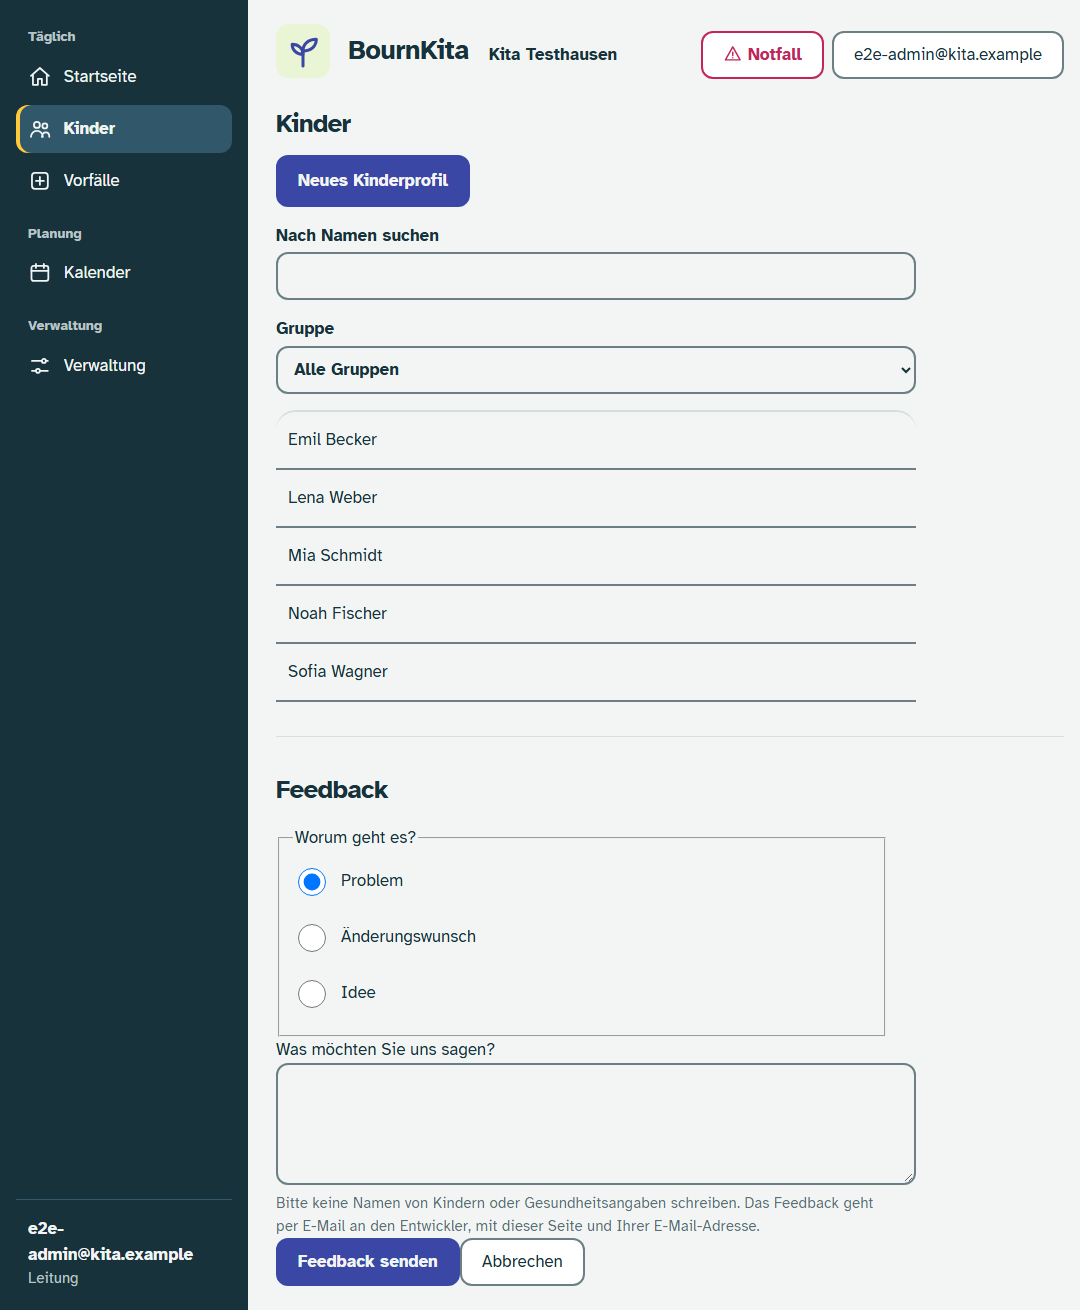 Täglich
Startseite
Kinder
Vorfälle
Planung
Kalender
Verwaltung
Verwaltung
e2e-
admin@kita.example
Leitung
BournKita
Kita Testhausen
Notfall
e2e-admin@kita.example
Kinder
Neues Kinderprofil
Nach Namen suchen
Gruppe
Alle Gruppen
Emil Becker
Lena Weber
Mia Schmidt
Noah Fischer
Sofia Wagner
Feedback
Worum geht es?
Problem
Änderungswunsch
Idee
Was möchten Sie uns sagen?
Bitte keine Namen von Kindern oder Gesundheitsangaben schreiben. Das Feedback geht
per E-Mail an den Entwickler, mit dieser Seite und Ihrer E-Mail-Adresse.
Feedback senden
Abbrechen